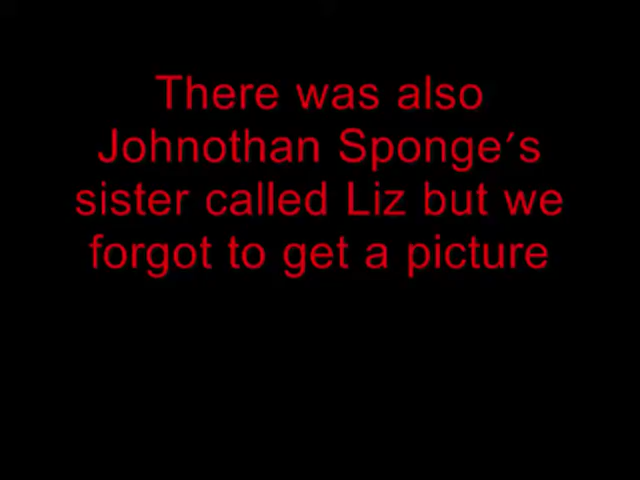 There was also
Johnothan Sponge´s
sister called Liz but we
forgot to get a picture